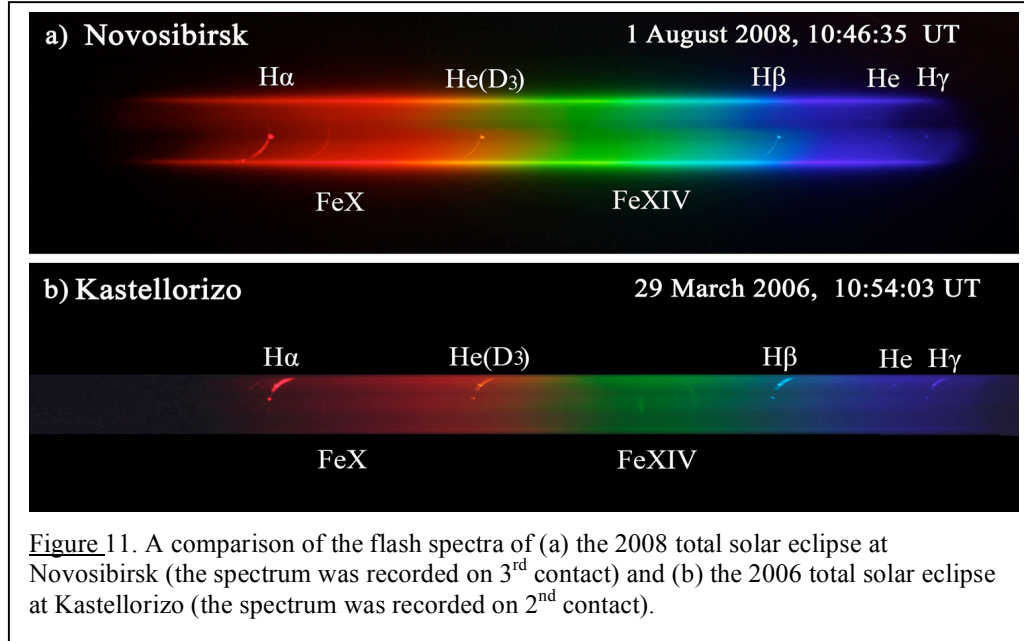 a) Novosibirsk 1 August 2008, 10:46:35 UT
Hα He(D3) Hβ He Hγ
FeX FeXIV
b) Kastellorizo 29 March 2006, 10:54:03 UT
Hα He(D3) Hβ He Hγ
FeX FeXIV
Figure 11. A comparison of the flash spectra of (a) the 2008 total solar eclipse at
Novosibirsk (the spectrum was recorded on 3rd contact) and (b) the 2006 total solar eclipse
at Kastellorizo (the spectrum was recorded on 2nd contact).